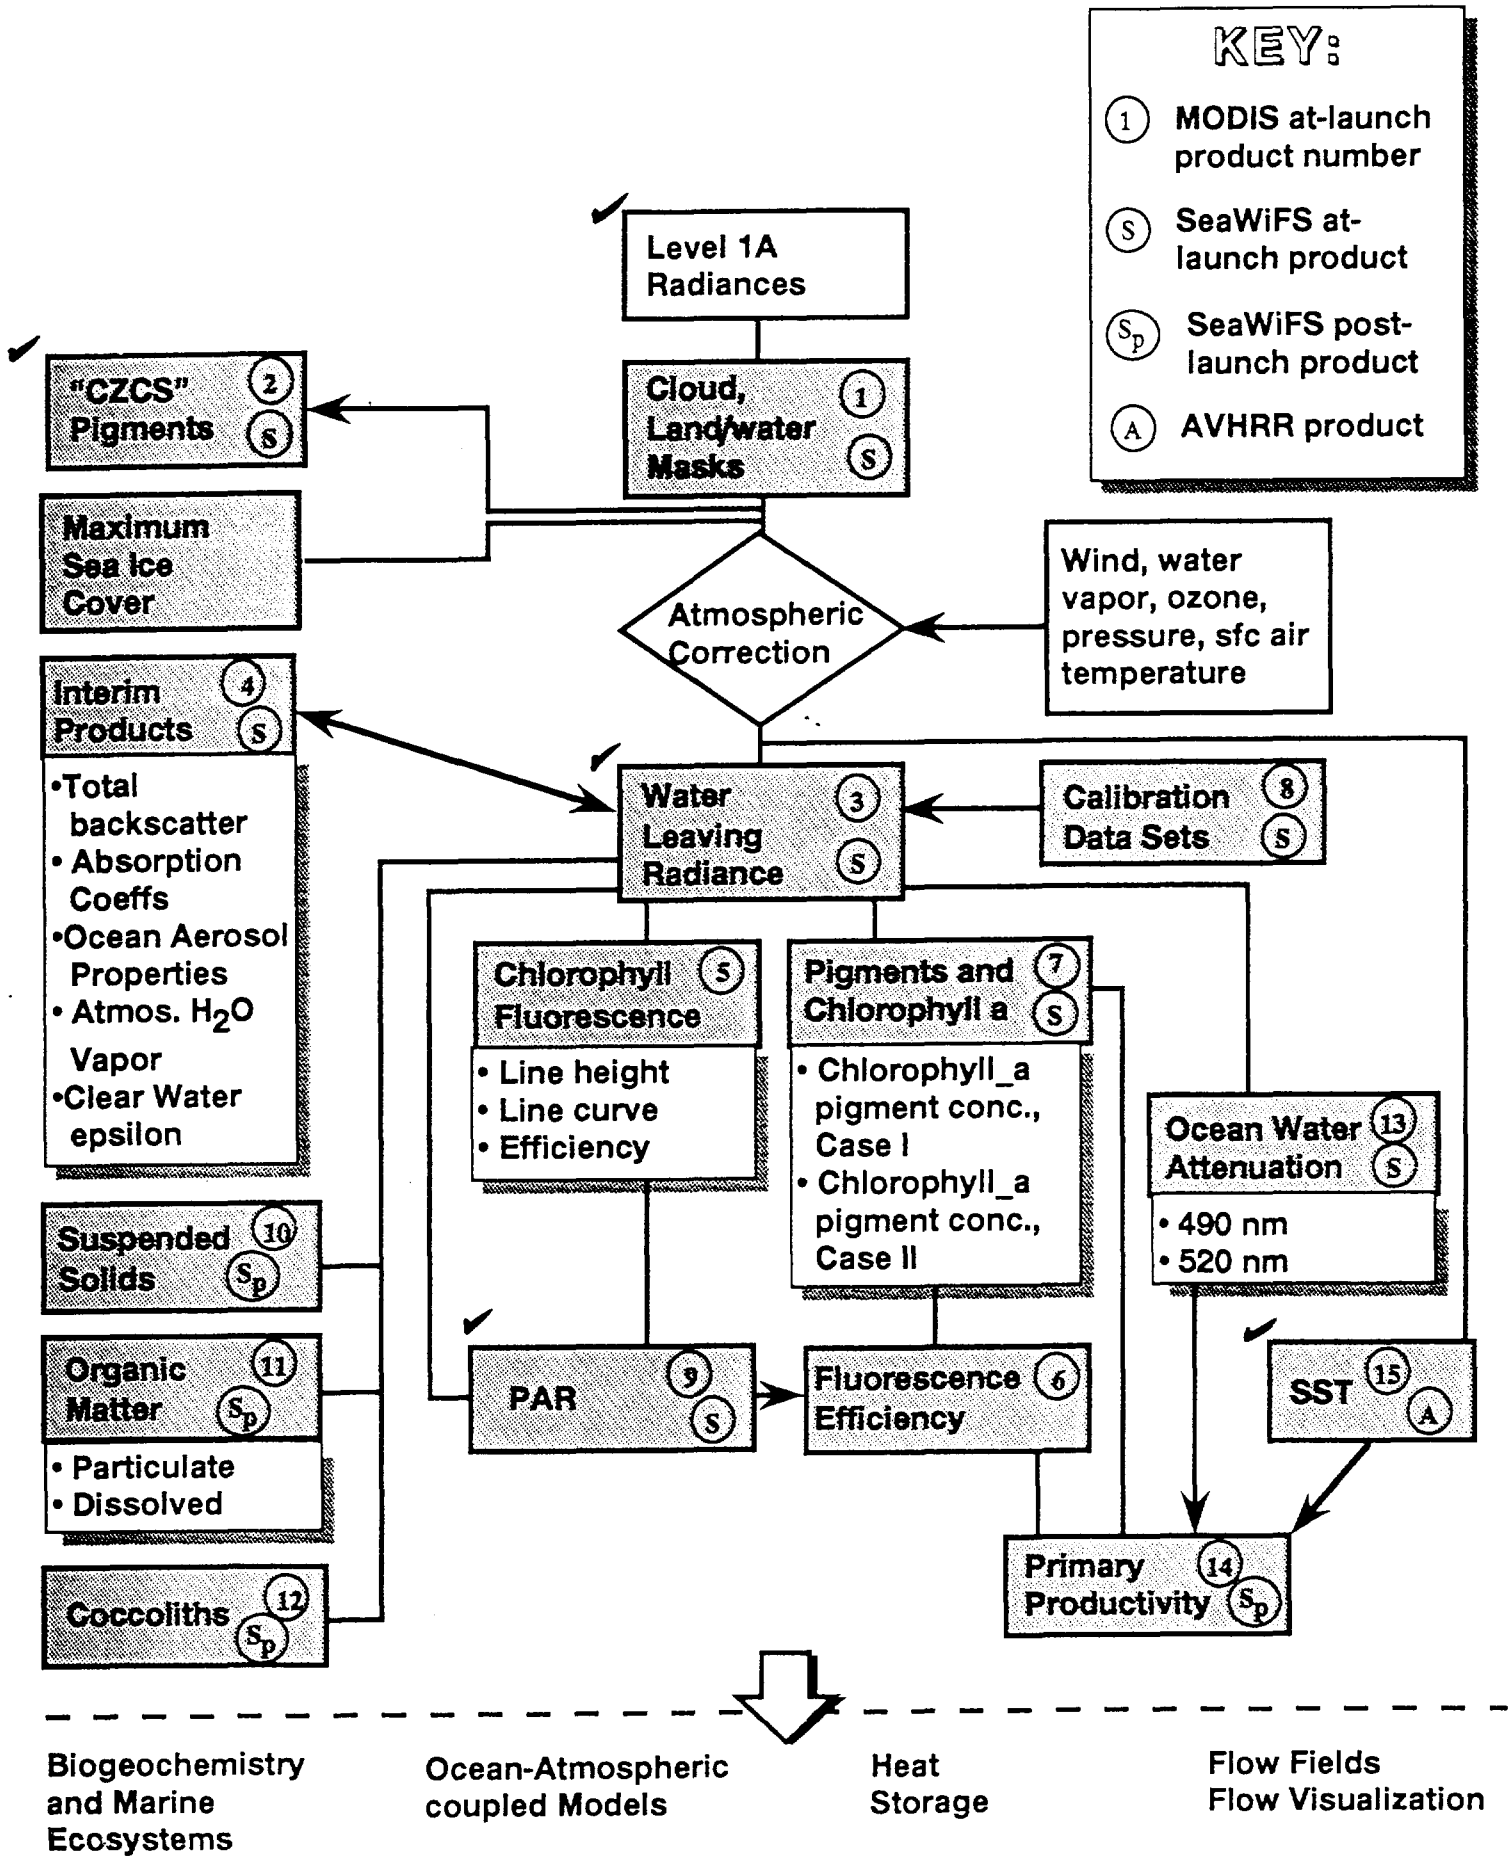 KEY:
1 MODIS at-launch
product number
S SeaWiFS at-
launch product
Sp SeaWiFS post-
launch product
A AVHRR product
Level 1A
Radiances
"CZCS" 2
Pigments S
Cloud, 1
Land/water
Masks S
Maximum
Sea Ice
Cover
Atmospheric
Correction
Wind, water
vapor, ozone,
pressure, sfc air
temperature
Interim 4
Products S
•Total
backscatter
• Absorption
Coeffs
•Ocean Aerosol
Properties
• Atmos. H2O
Vapor
•Clear Water
epsilon
Water 3
Leaving
Radiance S
Calibration 8
Data Sets S
Chlorophyll 5
Fluorescence
• Line height
• Line curve
• Efficiency
Pigments and 7
Chlorophyll a S
• Chlorophyll_a
pigment conc.,
Case I
• Chlorophyll_a
pigment conc.,
Case II
Ocean Water 13
Attenuation S
• 490 nm
• 520 nm
Suspended 10
Solids Sp
Organic 11
Matter Sp
• Particulate
• Dissolved
Coccoliths 12
Sp
PAR 9
S
Fluorescence 6
Efficiency
SST 15
A
Primary 14
Productivity Sp
Biogeochemistry
and Marine
Ecosystems
Ocean-Atmospheric
coupled Models
Heat
Storage
Flow Fields
Flow Visualization